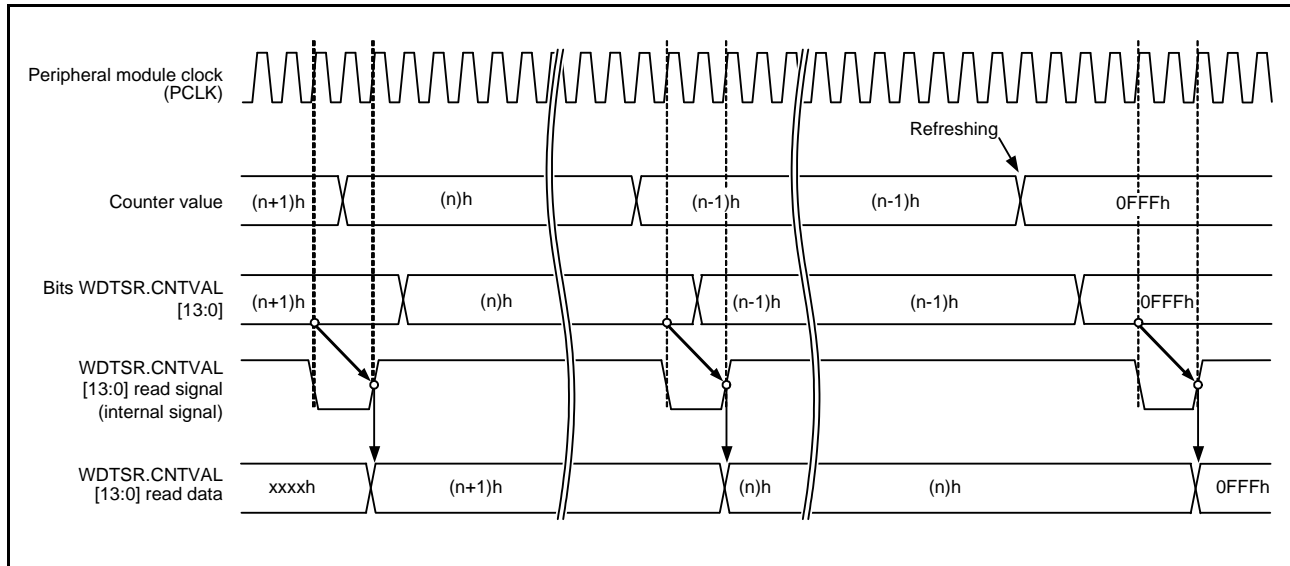 Peripheral module clock
(PCLK)
Refreshing
Counter value
(n+1)h
(n)h
(n-1)h
(n-1)h
0FFFh
Bits WDTSR.CNTVAL
[13:0]
(n+1)h
(n)h
(n-1)h
(n-1)h
0FFFh
WDTSR.CNTVAL
[13:0] read signal
(internal signal)
WDTSR.CNTVAL
[13:0] read data
xxxxh
(n+1)h
(n)h
(n)h
0FFFh